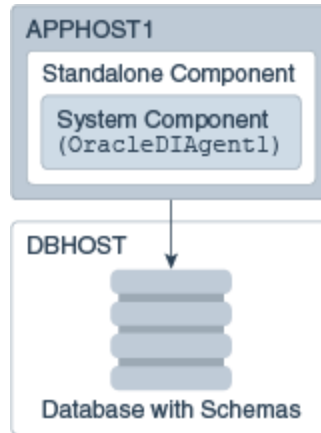 APPHOST1
Standalone Component
System Component
(OracleDIAgent1)
DBHOST
Database with Schemas